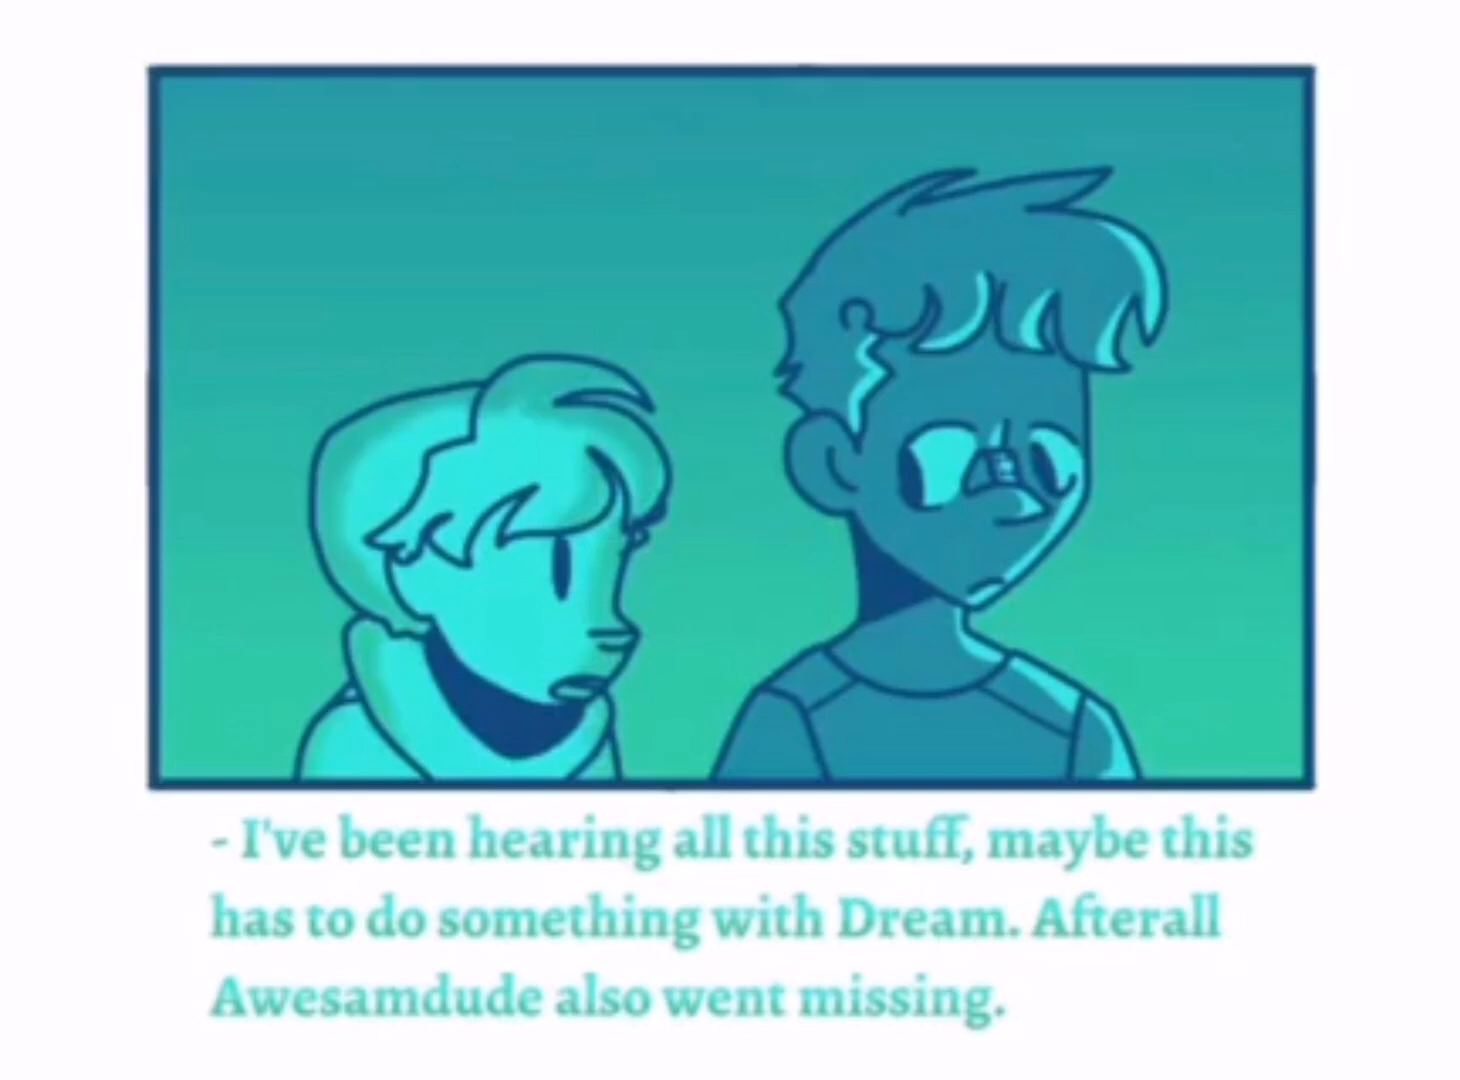 - I've been hearing all this stuff, maybe this
has to do something with Dream. Afterall
Awesamdude also went missing.